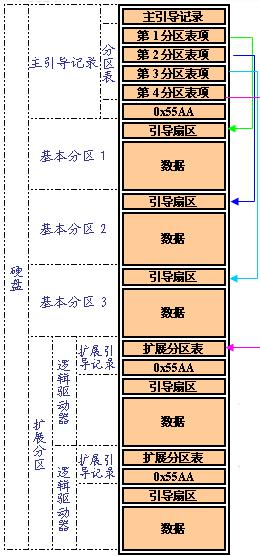 硬盘
主引导记录
分区表
主引导记录
第1分区表项
第2分区表项
第3分区表项
第4分区表项
0x55AA
基本分区 1
引导扇区
数据
基本分区 2
引导扇区
数据
基本分区 3
引导扇区
数据
扩展分区
逻辑驱动器
扩展引导记录
扩展分区表
0x55AA
引导扇区
数据
逻辑驱动器
扩展引导记录
扩展分区表
0x55AA
引导扇区
数据